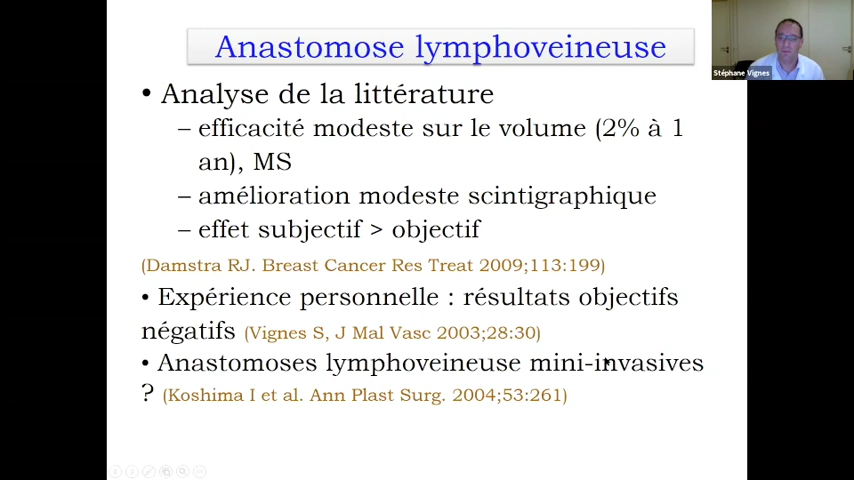 Anastomose lymphoveineuse
Stéphane Vignes
• Analyse de la littérature
– efficacité modeste sur le volume (2% à 1
an), MS
– amélioration modeste scintigraphique
– effet subjectif > objectif
(Damstra RJ. Breast Cancer Res Treat 2009;113:199)
• Expérience personnelle : résultats objectifs
négatifs (Vignes S, J Mal Vasc 2003;28:30)
• Anastomoses lymphoveineuse mini-invasives
? (Koshima I et al. Ann Plast Surg. 2004;53:261)